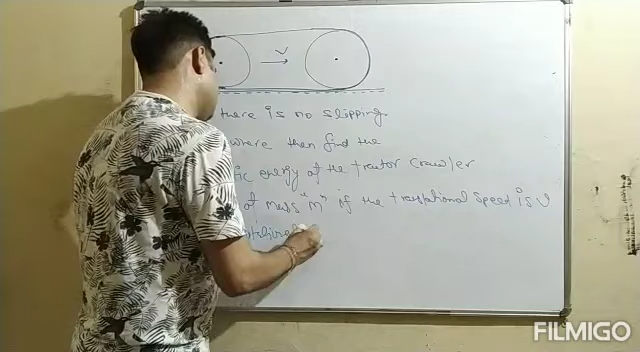 V
there is no slipping.
where then find the
ic energy of the tractor crawler
of mass "M" if the translational speed is V
FILMIGO